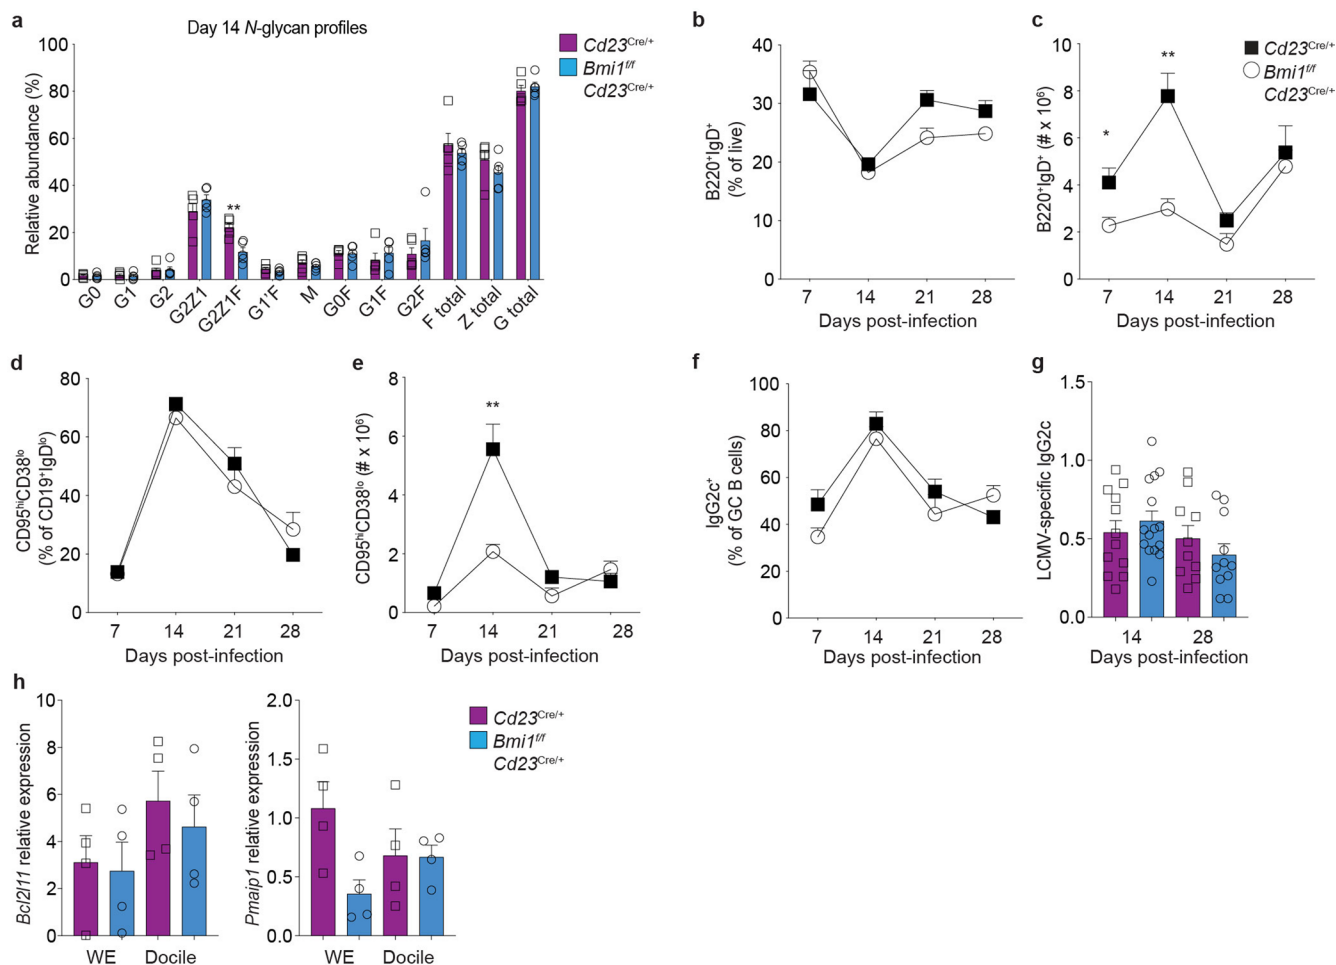 a
Day 14 N-glycan profiles
Relative abundance (%)
100
80
60
40
20
0
**
G0
G1
G2
G2Z1
G2Z1F
G1'F
M
G0F
G1F
G2F
F total
Z total
G total
Cd23Cre/+
Bmi1f/f
Cd23Cre/+
b
B220+IgD+
(% of live)
40
30
20
10
0
7 14 21 28
Days post-infection
c
B220+IgD+ (# x 10⁶)
10
8
6
4
2
0
*
**
7 14 21 28
Days post-infection
Cd23Cre/+
Bmi1f/f
Cd23Cre/+
d
CD95hiCD38lo
(% of CD19+IgDlo)
80
60
40
20
0
7 14 21 28
Days post-infection
e
CD95hiCD38lo (# x 10⁶)
8
6
4
2
0
**
7 14 21 28
Days post-infection
f
IgG2c+
(% of GC B cells)
100
80
60
40
20
0
7 14 21 28
Days post-infection
g
LCMV-specific IgG2c
1.5
1.0
0.5
0.0
14 28
Days post-infection
h
Bcl2l11 relative expression
10
8
6
4
2
0
WE Docile
Pmaip1 relative expression
2.0
1.5
1.0
0.5
0.0
WE Docile
Cd23Cre/+
Bmi1f/f
Cd23Cre/+